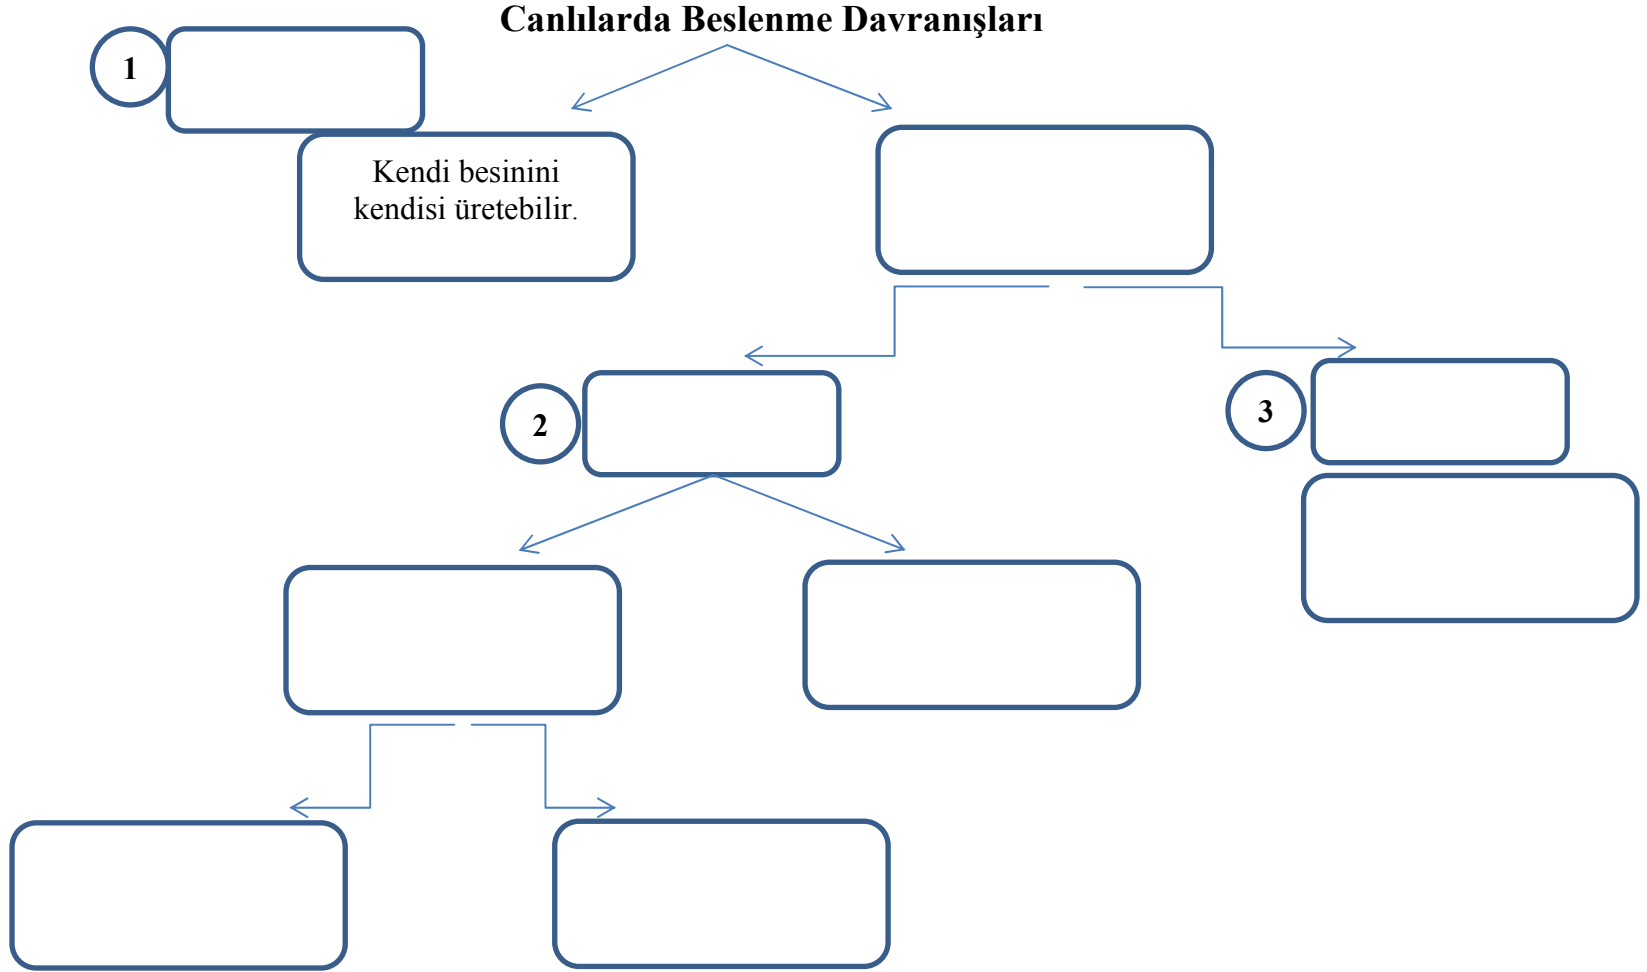 Canlılarda Beslenme Davranışları
1
Kendi besinini
kendisi üretebilir.
2
3